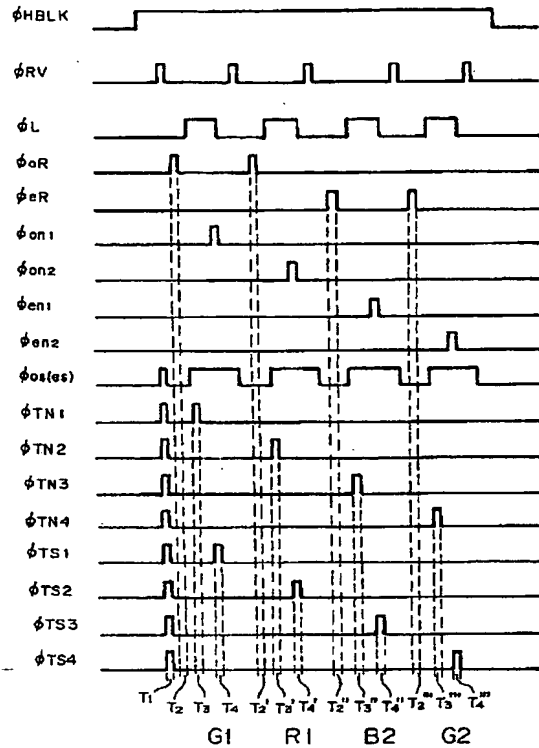 φHBLK
φRV
φL
φoR
φeR
φon1
φon2
φen1
φen2
φos(es)
φTN1
φTN2
φTN3
φTN4
φTS1
φTS2
φTS3
φTS4
T1 T2 T3 T4 T2' T3' T4' T2'' T3'' T4'' T2''' T3''' T4'''
G1 R1 B2 G2